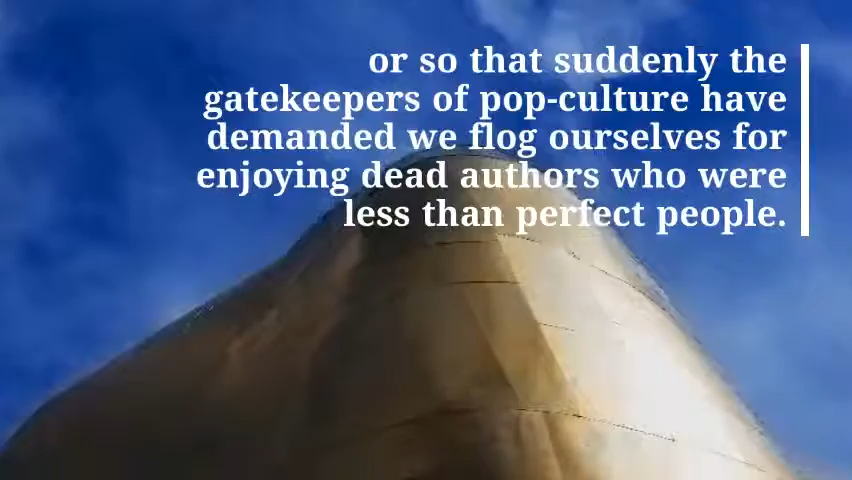 or so that suddenly the
gatekeepers of pop-culture have
demanded we flog ourselves for
enjoying dead authors who were
less than perfect people.